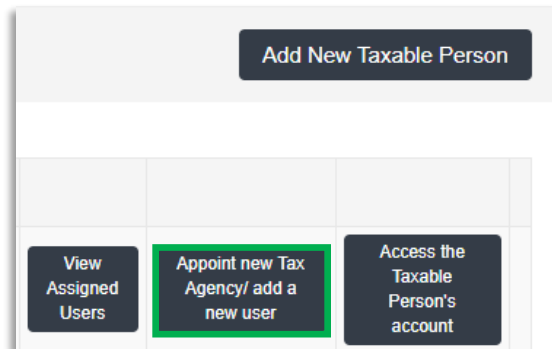 Add New Taxable Person
View
Assigned
Users
Appoint new Tax
Agency/ add a
new user
Access the
Taxable
Person's
account